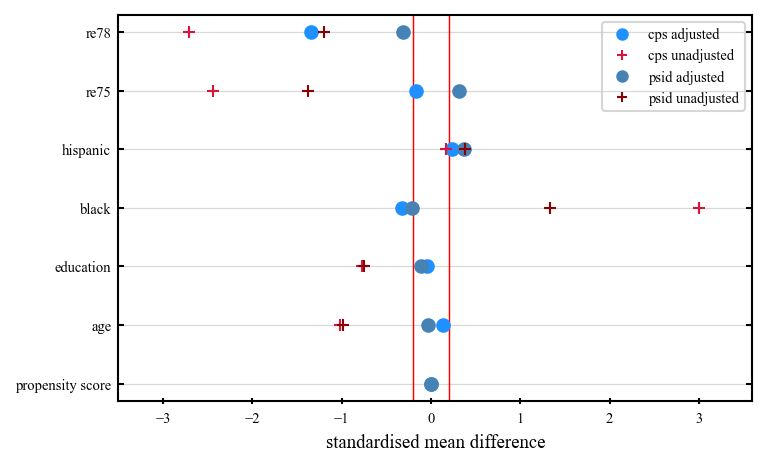 re78
re75
hispanic
black
education
age
propensity score
cps adjusted
cps unadjusted
psid adjusted
psid unadjusted
−3 −2 −1 0 1 2 3
standardised mean difference